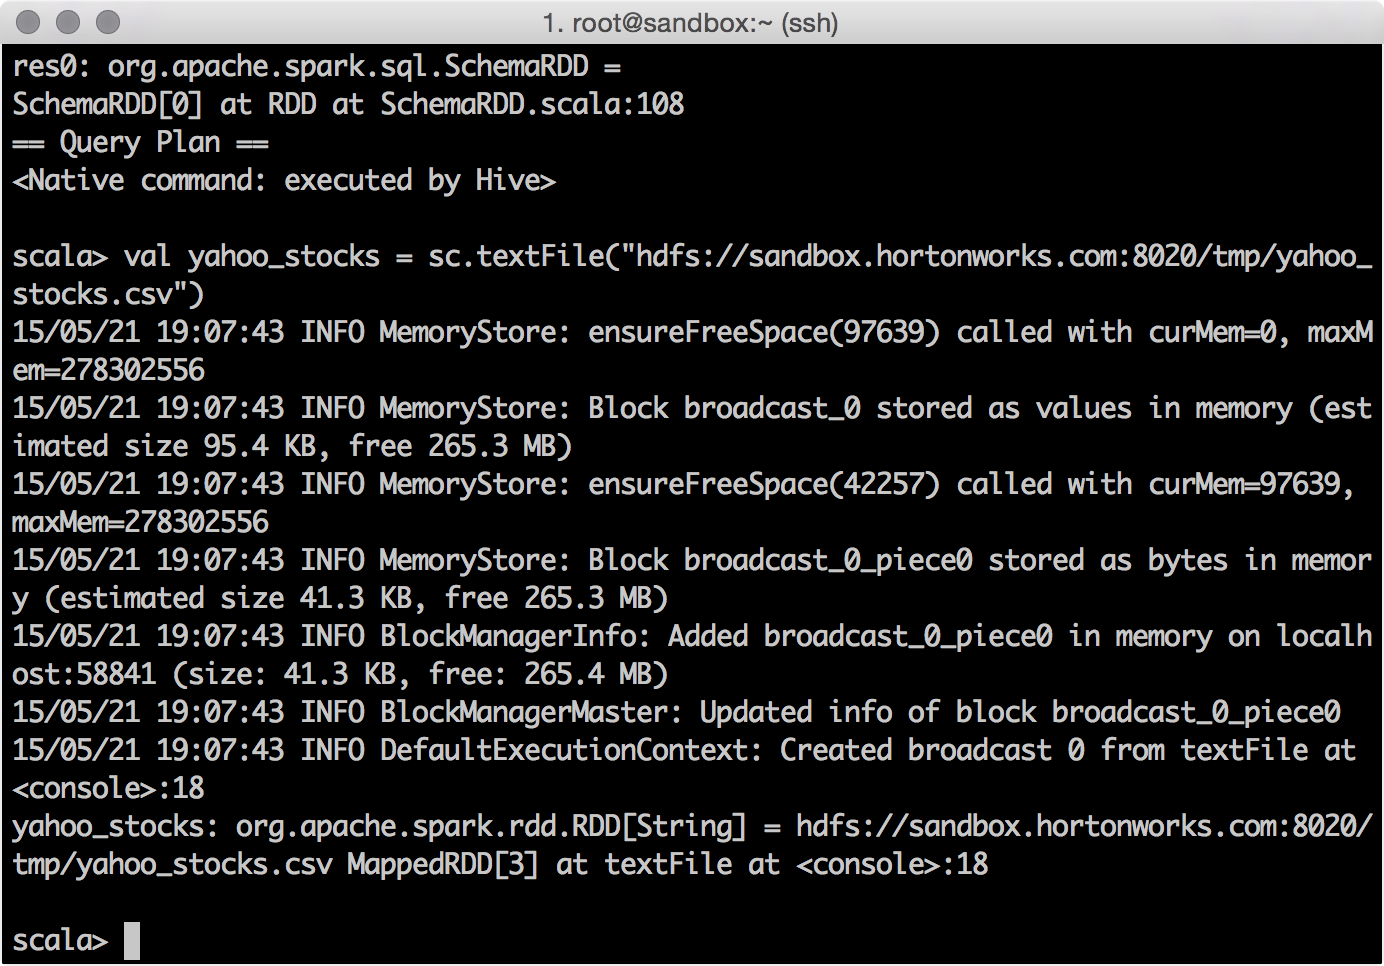 1. root@sandbox:~ (ssh)
res0: org.apache.spark.sql.SchemaRDD =
SchemaRDD[0] at RDD at SchemaRDD.scala:108
== Query Plan ==
<Native command: executed by Hive>
scala> val yahoo_stocks = sc.textFile("hdfs://sandbox.hortonworks.com:8020/tmp/yahoo_
stocks.csv")
15/05/21 19:07:43 INFO MemoryStore: ensureFreeSpace(97639) called with curMem=0, maxM
em=278302556
15/05/21 19:07:43 INFO MemoryStore: Block broadcast_0 stored as values in memory (est
imated size 95.4 KB, free 265.3 MB)
15/05/21 19:07:43 INFO MemoryStore: ensureFreeSpace(42257) called with curMem=97639,
maxMem=278302556
15/05/21 19:07:43 INFO MemoryStore: Block broadcast_0_piece0 stored as bytes in memor
y (estimated size 41.3 KB, free 265.3 MB)
15/05/21 19:07:43 INFO BlockManagerInfo: Added broadcast_0_piece0 in memory on localh
ost:58841 (size: 41.3 KB, free: 265.4 MB)
15/05/21 19:07:43 INFO BlockManagerMaster: Updated info of block broadcast_0_piece0
15/05/21 19:07:43 INFO DefaultExecutionContext: Created broadcast 0 from textFile at
<console>:18
yahoo_stocks: org.apache.spark.rdd.RDD[String] = hdfs://sandbox.hortonworks.com:8020/
tmp/yahoo_stocks.csv MappedRDD[3] at textFile at <console>:18
scala>